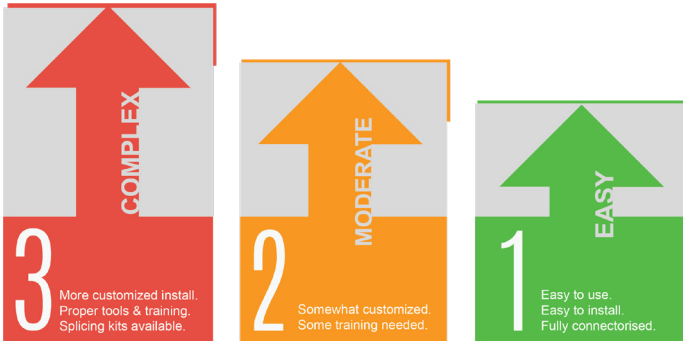 COMPLEX
3
More customized install.
Proper tools & training.
Splicing kits available.
MODERATE
2
Somewhat customized.
Some training needed.
EASY
1
Easy to use.
Easy to install.
Fully connectorised.